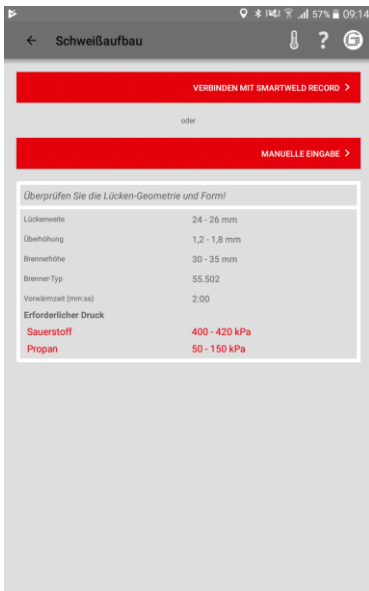 57% 09:14
Schweißaufbau
?
VERBINDEN MIT SMARTWELD RECORD
oder
MANUELLE EINGABE
Überprüfen Sie die Lücken-Geometrie und Form!
Lückenweite 24 - 26 mm
Überhöhung 1,2 - 1,8 mm
Brennerhöhe 30 - 35 mm
Brenner-Typ 55.502
Vorwärmzeit (mm:ss) 2:00
Erforderlicher Druck
Sauerstoff 400 - 420 kPa
Propan 50 - 150 kPa